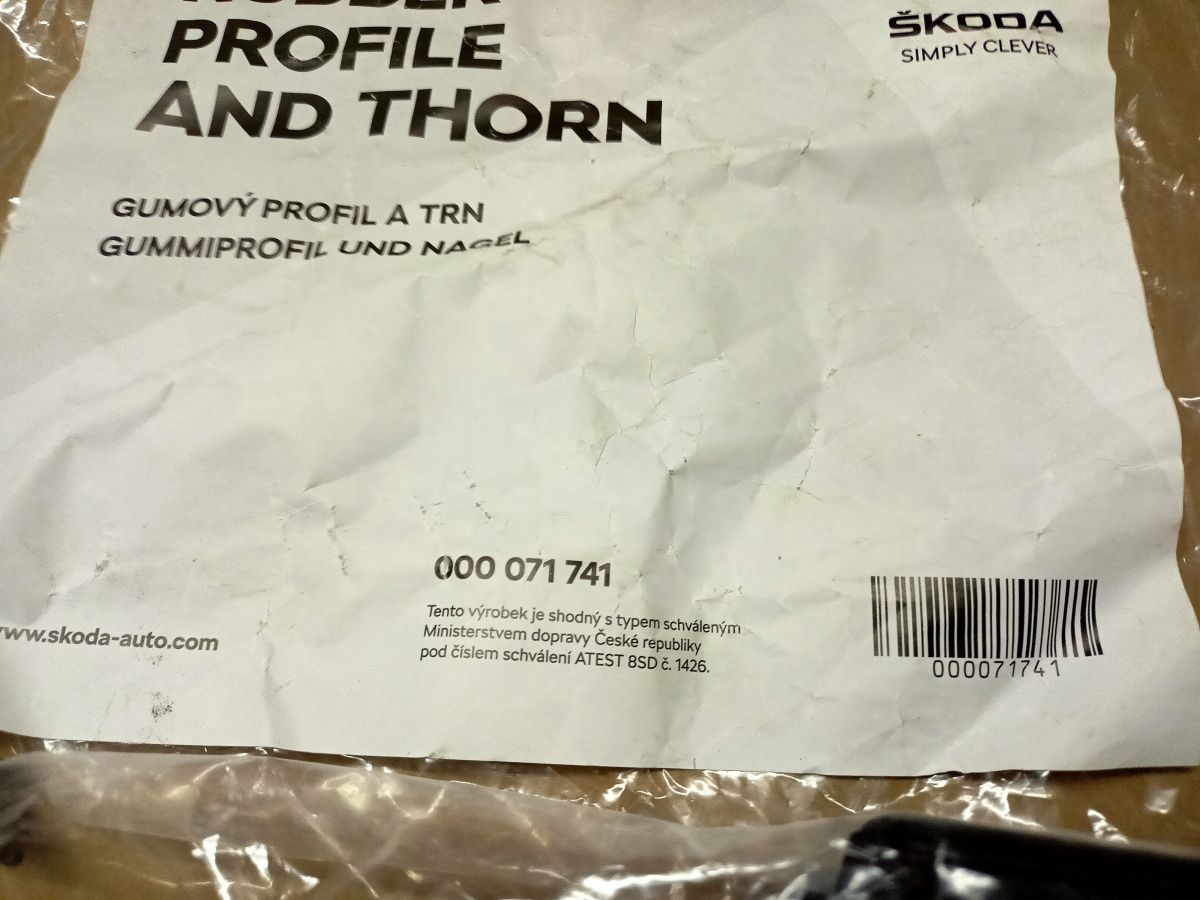 RUBBER
PROFILE
AND THORN
ŠKODA
SIMPLY CLEVER
GUMOVÝ PROFIL A TRN
GUMMIPROFIL UND NAGEL
000 071 741
Tento výrobek je shodný s typem schváleným
Ministerstvem dopravy České republiky
pod číslem schválení ATEST 8SD č. 1426.
www.skoda-auto.com
000071741